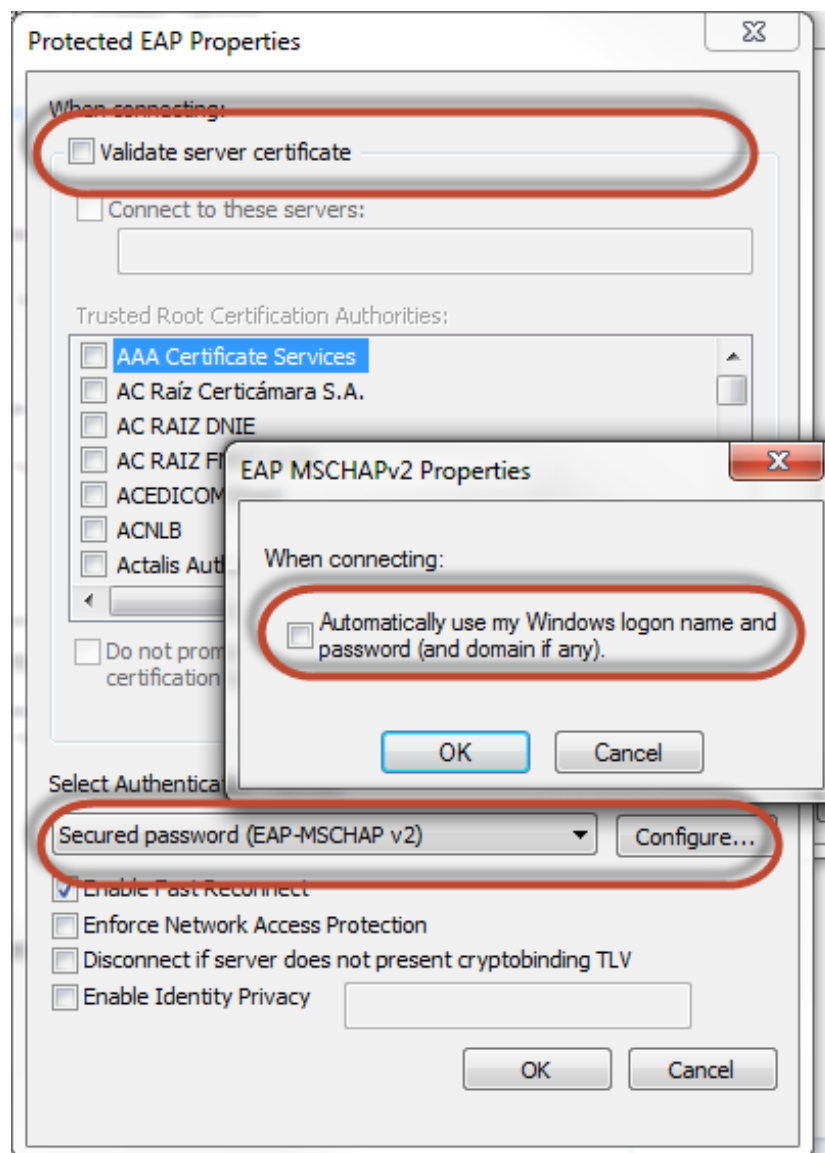 Protected EAP Properties
When connecting:
Validate server certificate
Connect to these servers:
Trusted Root Certification Authorities:
AAA Certificate Services
AC Raíz Certicámara S.A.
AC RAIZ DNIE
AC RAIZ
ACEDICOM
ACNLB
Actalis
Do not
certification
EAP MSCHAPv2 Properties
When connecting:
Automatically use my Windows logon name and
password (and domain if any).
OK
Cancel
Select
Secured password (EAP-MSCHAP v2)
Configure...
Enable Fast Reconnect
Enforce Network Access Protection
Disconnect if server does not present cryptobinding TLV
Enable Identity Privacy
OK
Cancel